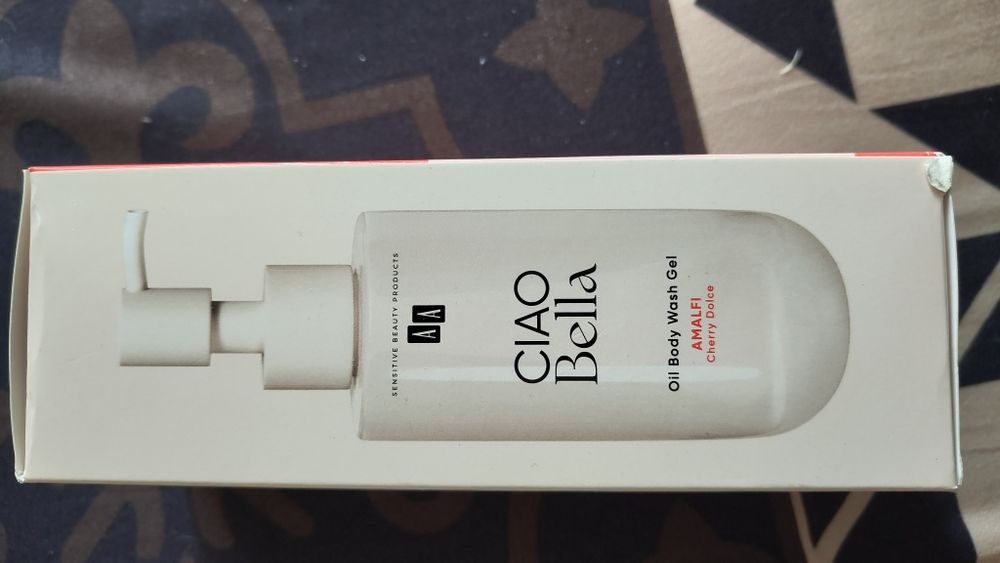 SENSITIVE BEAUTY PRODUCTS
AA
CIAO
Bella
Oil Body Wash Gel
AMALFI
Cherry Dolce